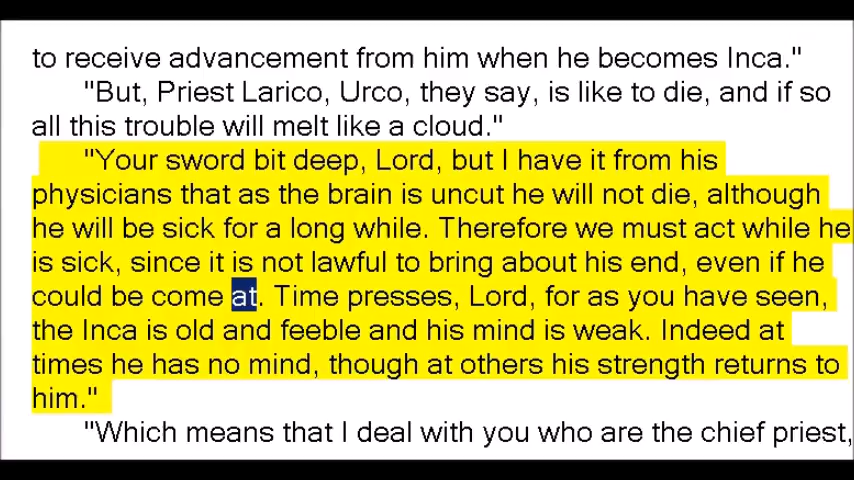 to receive advancement from him when he becomes Inca."
"But, Priest Larico, Urco, they say, is like to die, and if so
all this trouble will melt like a cloud."
"Your sword bit deep, Lord, but I have it from his
physicians that as the brain is uncut he will not die, although
he will be sick for a long while. Therefore we must act while he
is sick, since it is not lawful to bring about his end, even if he
could be come at. Time presses, Lord, for as you have seen,
the Inca is old and feeble and his mind is weak. Indeed at
times he has no mind, though at others his strength returns to
him."
"Which means that I deal with you who are the chief priest,